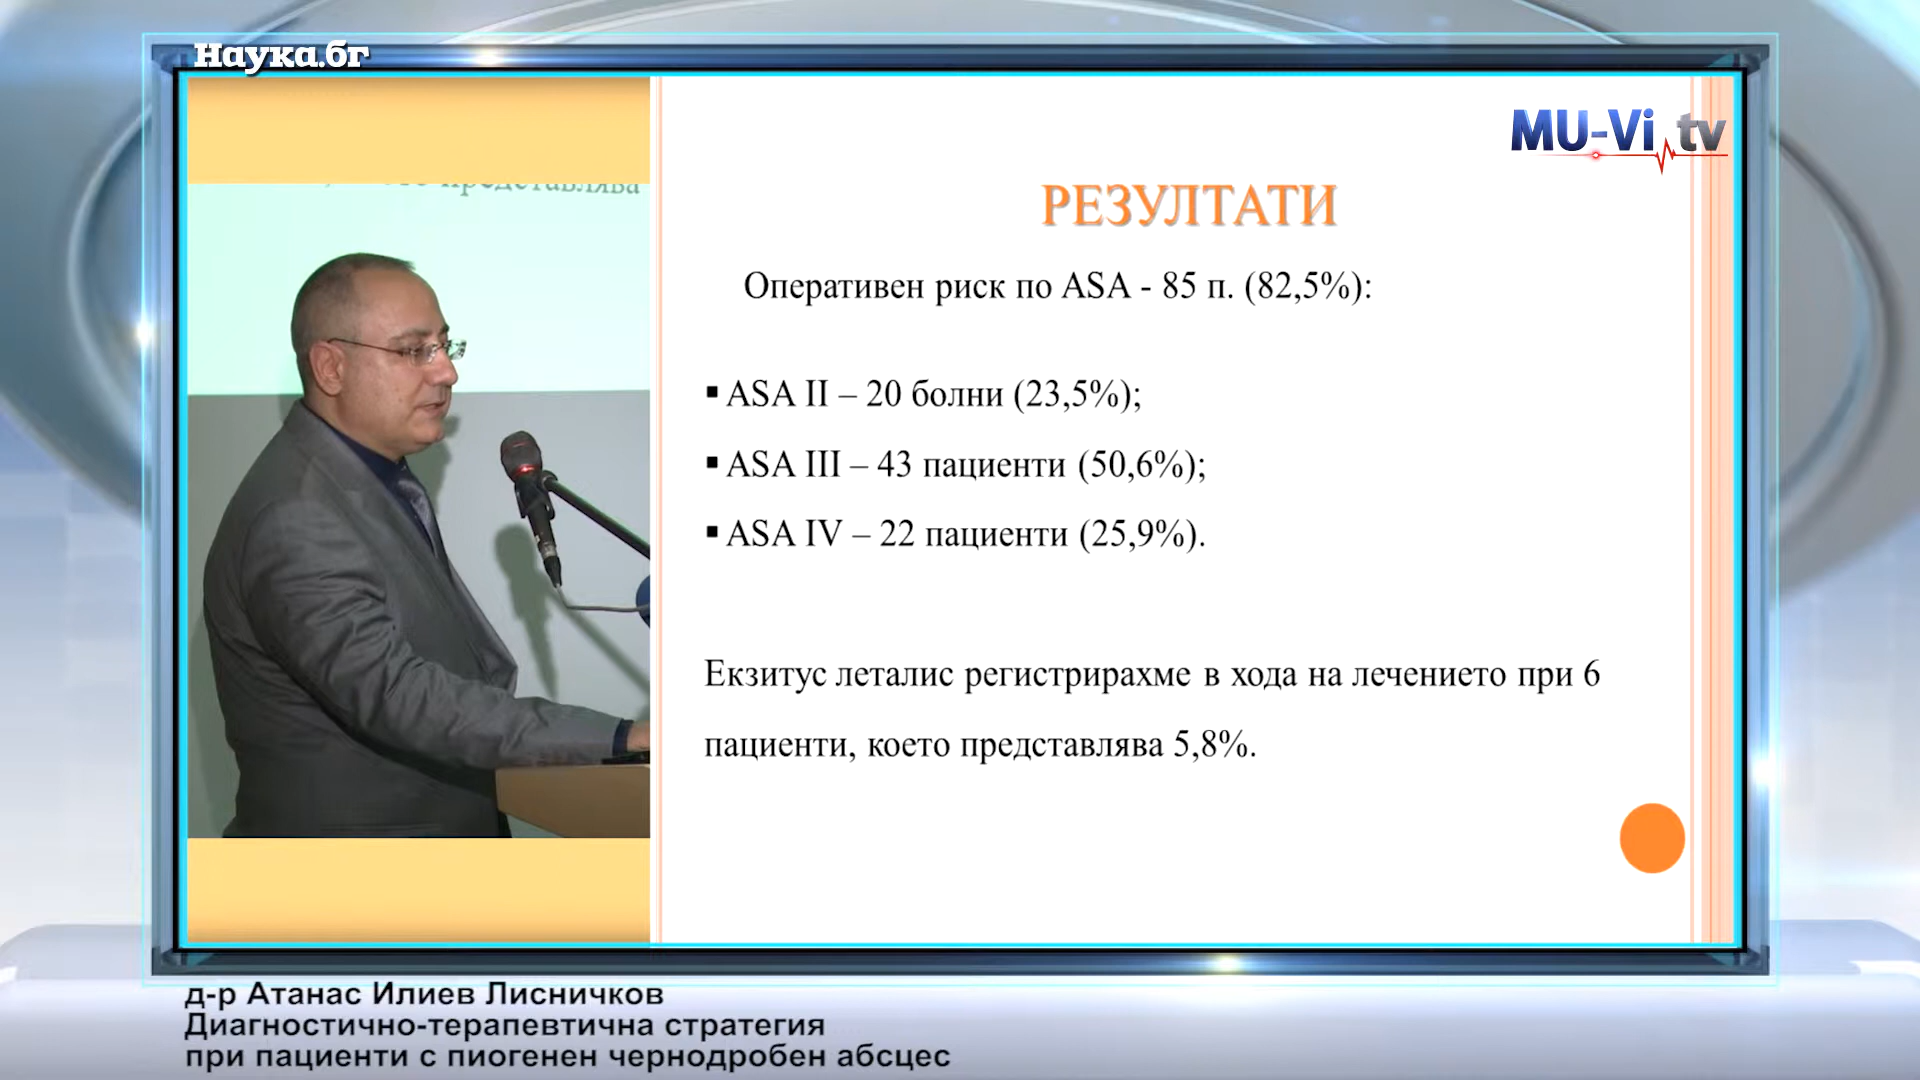 Наука.бг
MU-Vi tv
представлява
РЕЗУЛТАТИ
Оперативен риск по ASA - 85 п. (82,5%):
▪ ASA II – 20 болни (23,5%);
▪ ASA III – 43 пациенти (50,6%);
▪ ASA IV – 22 пациенти (25,9%).
Екзитус леталис регистрирахме в хода на лечението при 6
пациенти, което представлява 5,8%.
д-р Атанас Илиев Лисничков
Диагностично-терапевтична стратегия
при пациенти с пиогенен чернодробен абсцес